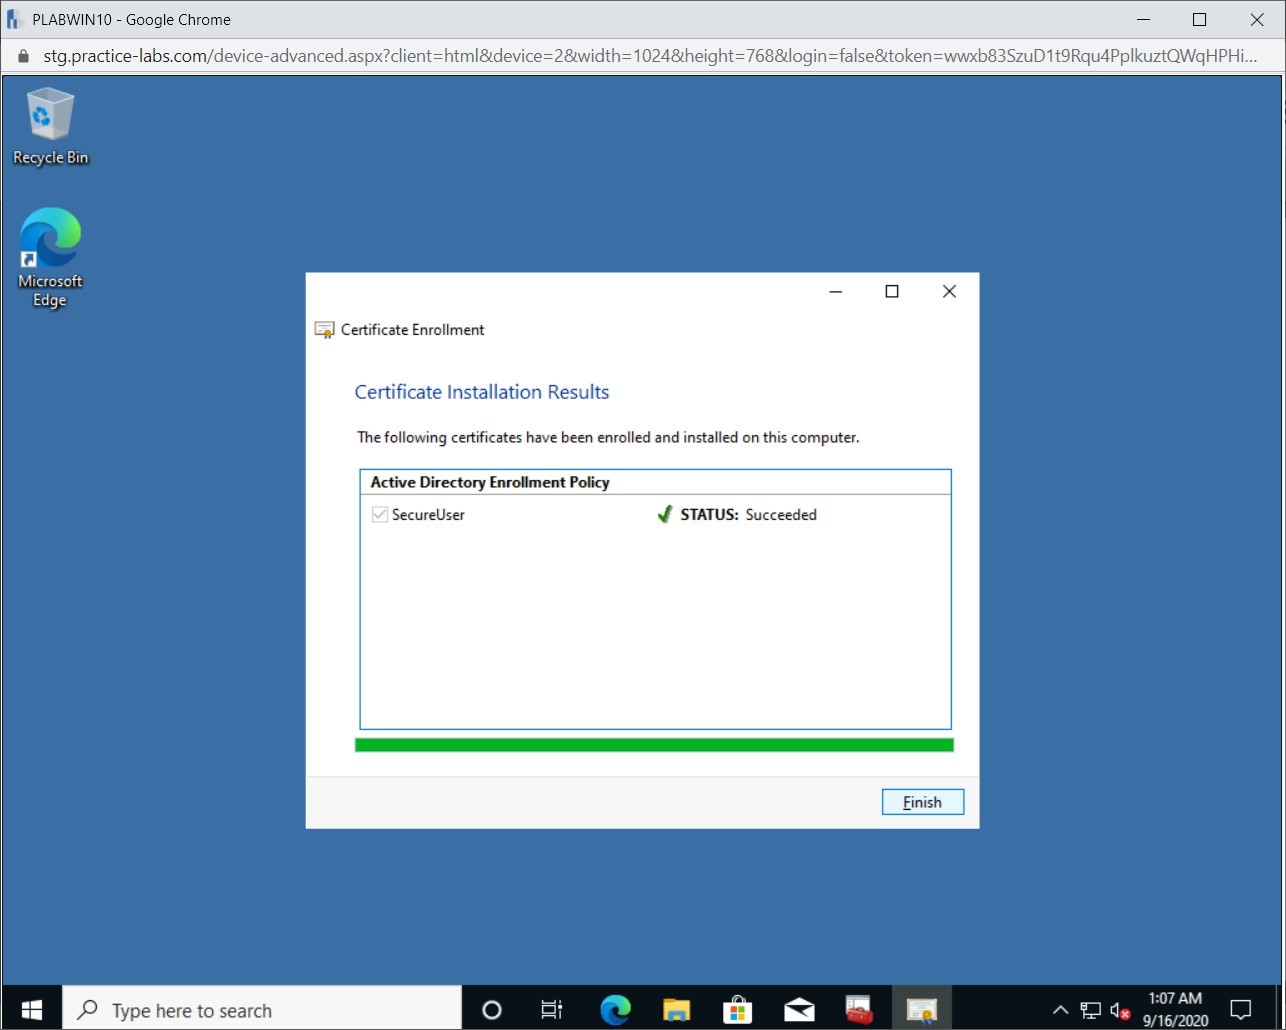 PLABWIN10 - Google Chrome
stg.practice-labs.com/device-advanced.aspx?client=html&device=2&width=1024&height=768&login=false&token=wwxb83SzuD1t9Rqu4PplkuztQWqHPHi...
Recycle Bin
Microsoft
Edge
Certificate Enrollment
Certificate Installation Results
The following certificates have been enrolled and installed on this computer.
Active Directory Enrollment Policy
SecureUser STATUS: Succeeded
Finish
Type here to search
1:07 AM
9/16/2020